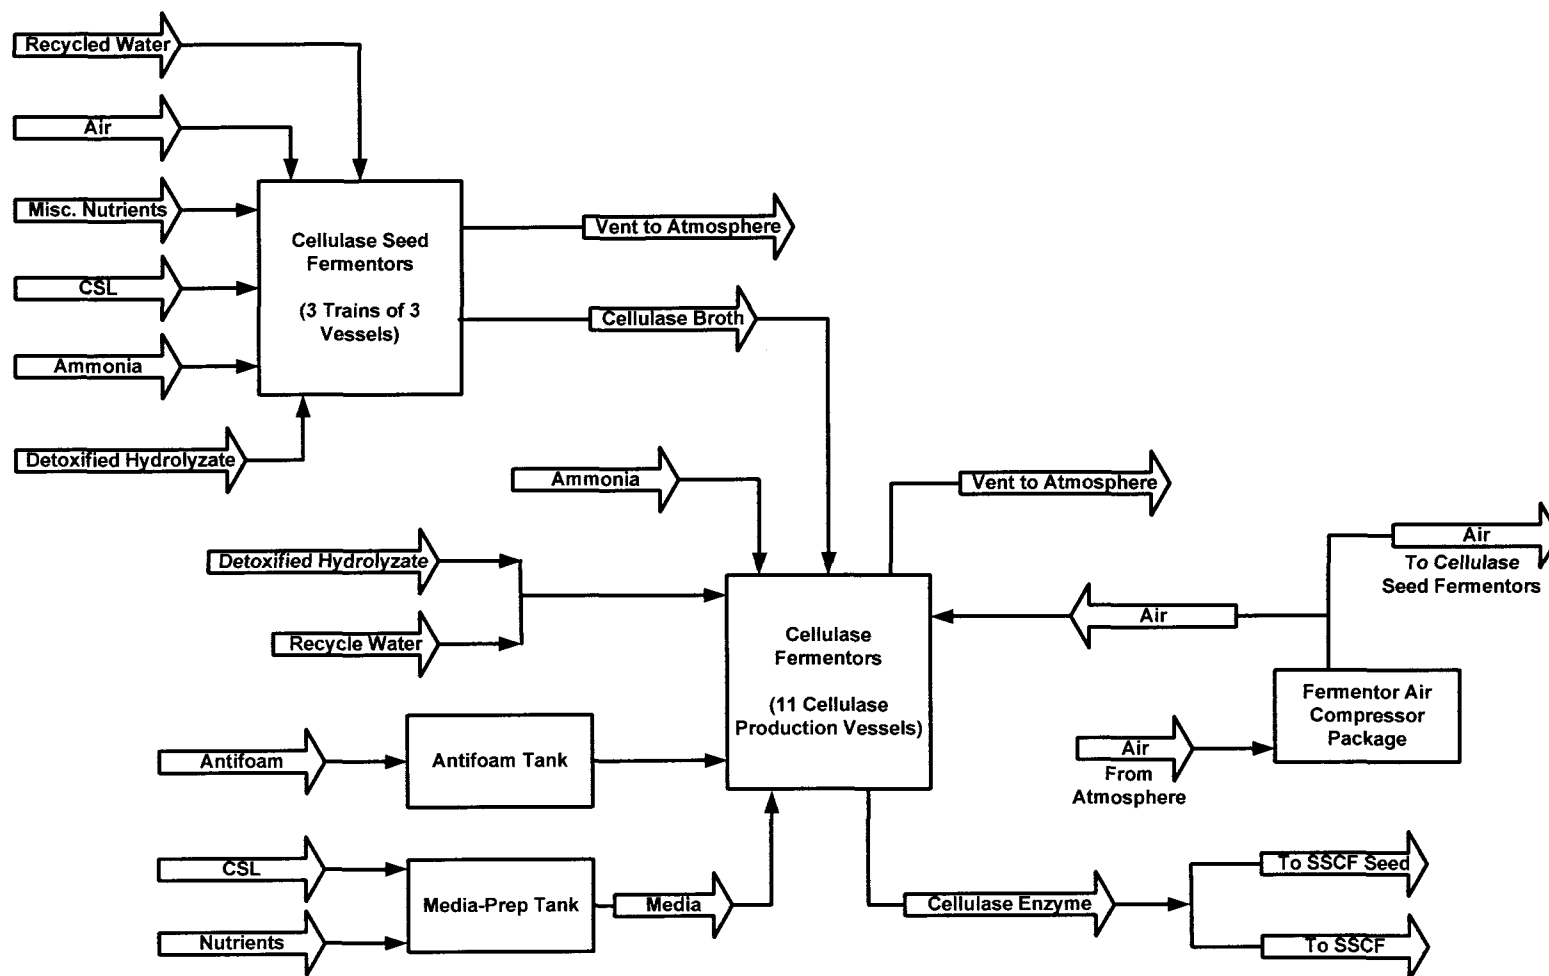 Recycled Water
Air
Misc. Nutrients
CSL
Ammonia
Detoxified Hydrolyzate
Cellulase Seed
Fermentors
(3 Trains of 3
Vessels)
Vent to Atmosphere
Cellulase Broth
Ammonia
Vent to Atmosphere
Detoxified Hydrolyzate
Recycle Water
Cellulase
Fermentors
(11 Cellulase
Production Vessels)
Air
Air
To Cellulase
Seed Fermentors
Fermentor Air
Compressor
Package
Air
From
Atmosphere
Antifoam
Antifoam Tank
CSL
Nutrients
Media-Prep Tank
Media
Cellulase Enzyme
To SSCF Seed
To SSCF